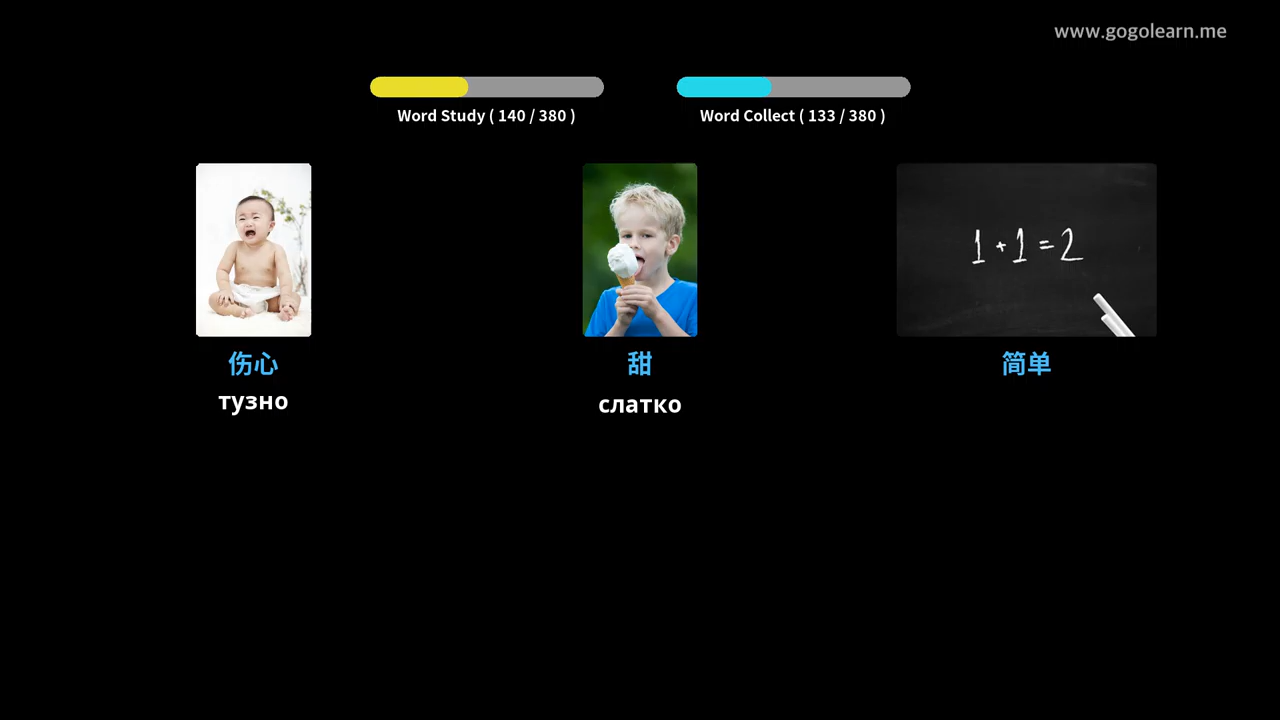 www.gogolearn.me
Word Study ( 140 / 380 )
Word Collect ( 133 / 380 )
1 + 1 = 2
伤心
甜
简单
тузно
слатко